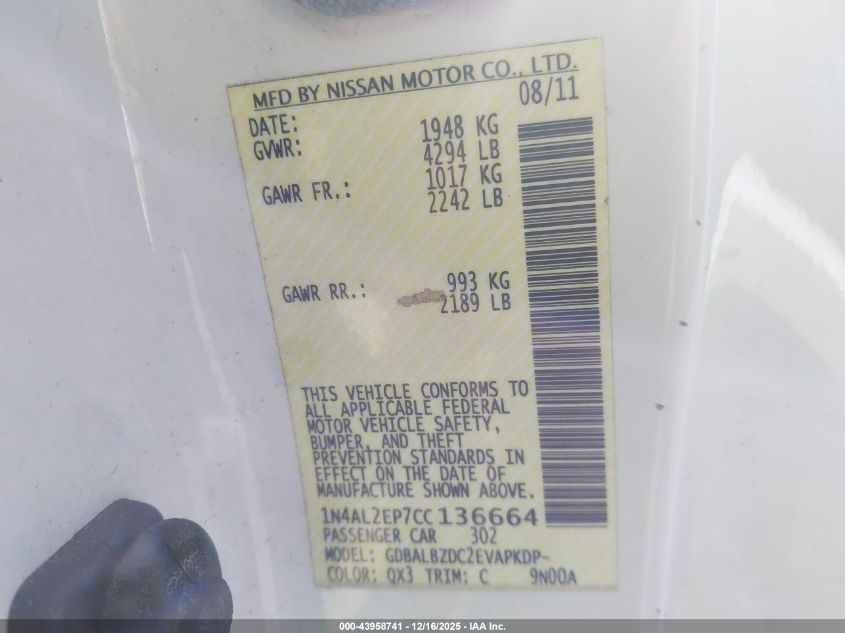 MFD BY NISSAN MOTOR CO., LTD.
DATE: 08/11
GVWR: 1948 KG
4294 LB
GAWR FR.: 1017 KG
2242 LB
GAWR RR.: 993 KG
2189 LB
THIS VEHICLE CONFORMS TO
ALL APPLICABLE FEDERAL
MOTOR VEHICLE SAFETY,
BUMPER, AND THEFT
PREVENTION STANDARDS IN
EFFECT ON THE DATE OF
MANUFACTURE SHOWN ABOVE.
1N4AL2EP7CC136664
PASSENGER CAR 302
MODEL: GDBALBZDC2EVAPKDP-
COLOR: QX3 TRIM: C 9N00A
000-43958741 - 12/16/2025 - IAA Inc.